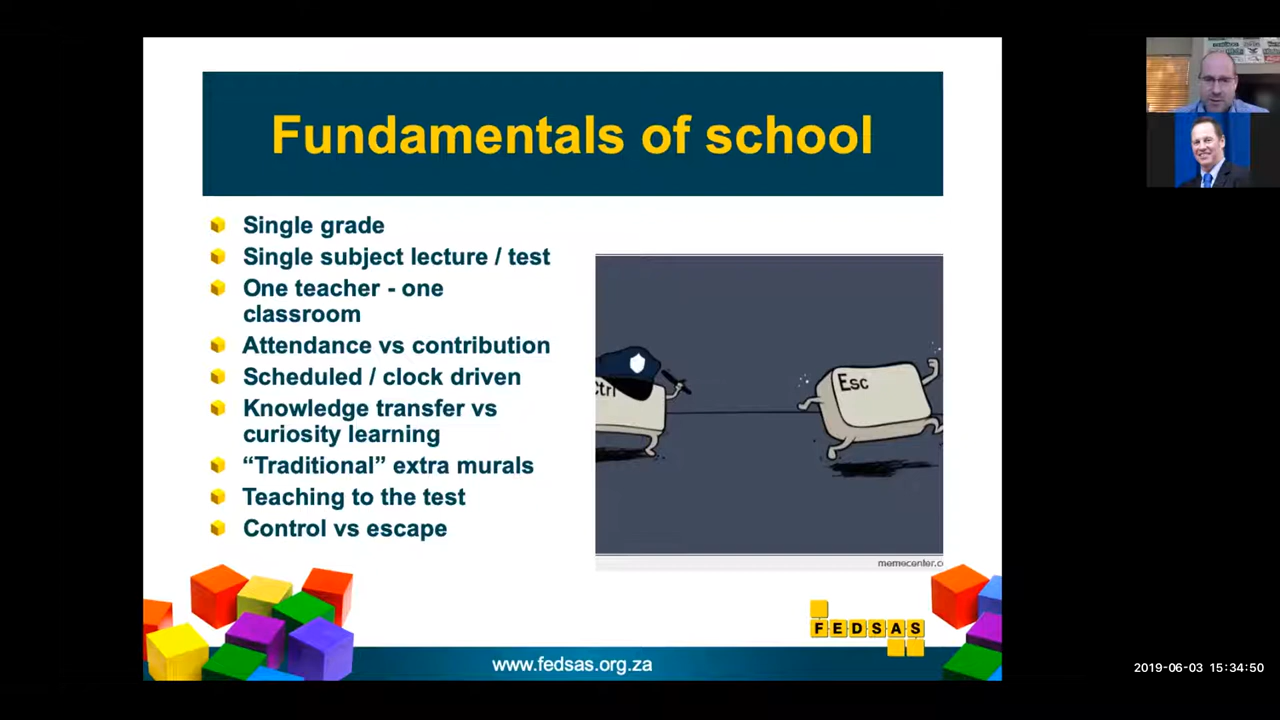 Fundamentals of school
Single grade
Single subject lecture / test
One teacher - one
classroom
Attendance vs contribution
Scheduled / clock driven
Knowledge transfer vs
curiosity learning
“Traditional” extra murals
Teaching to the test
Control vs escape
Ctrl
Esc
memecenter.c
FEDSAS
www.fedsas.org.za
2019-06-03 15:34:50